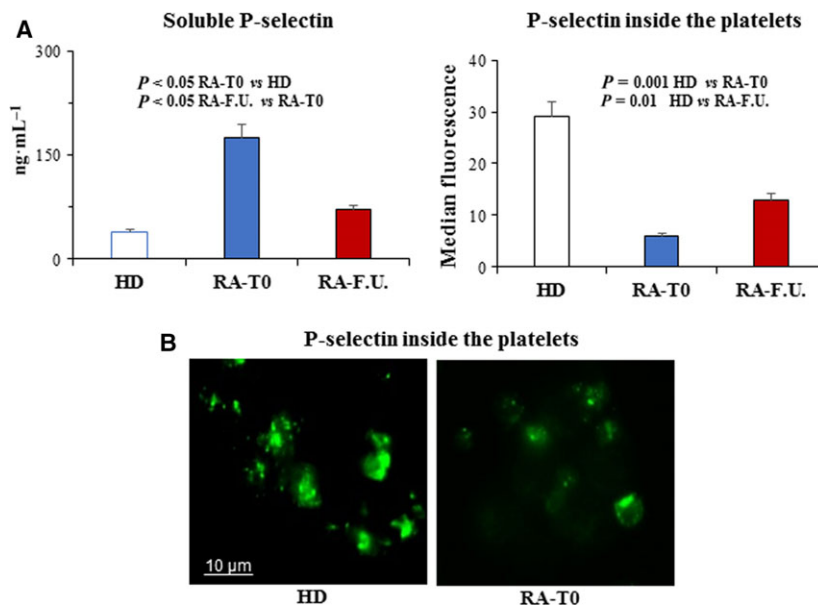 A
Soluble P-selectin
300
150
0
ng·mL⁻¹
P < 0.05 RA-T0 vs HD
P < 0.05 RA-F.U. vs RA-T0
HD RA-T0 RA-F.U.
P-selectin inside the platelets
40
30
20
10
0
Median fluorescence
P = 0.001 HD vs RA-T0
P = 0.01 HD vs RA-F.U.
HD RA-T0 RA-F.U.
B
P-selectin inside the platelets
10 µm
HD RA-T0